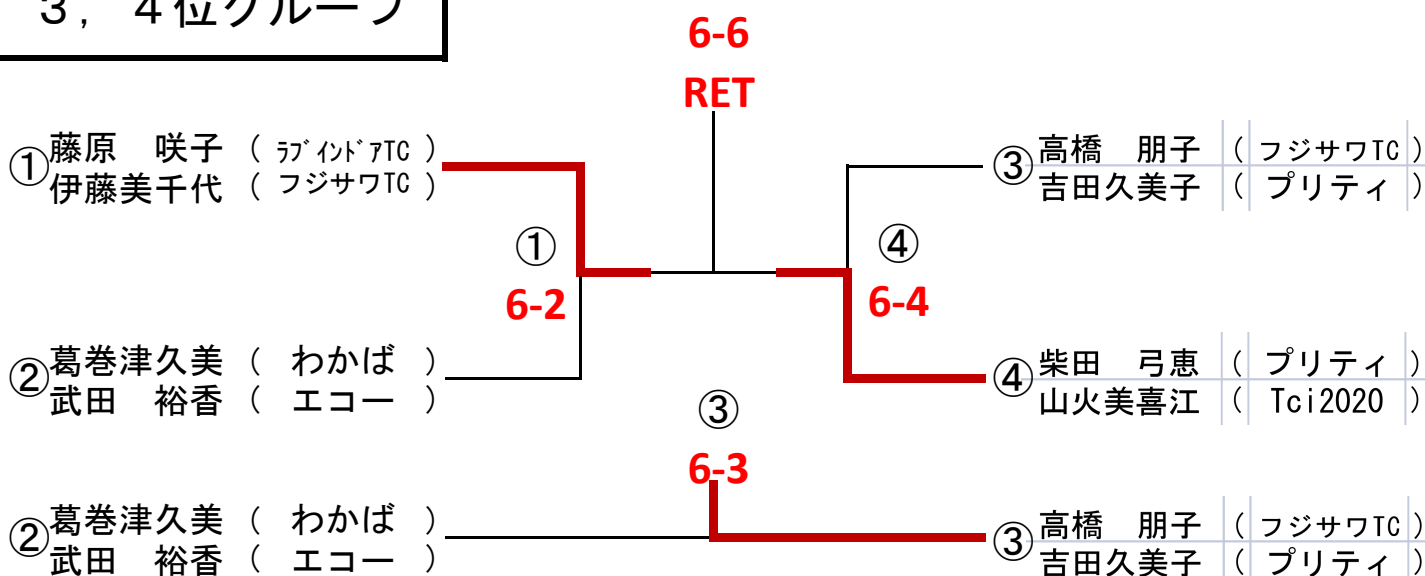 3, 4位グループ
6-6
RET
① 藤原 咲子 ( ラブインドアTC )
伊藤美千代 ( フジサワTC )
③ 高橋 朋子 ( フジサワTC )
吉田久美子 ( プリティ )
① ④
6-2 6-4
② 葛巻津久美 ( わかば )
武田 裕香 ( エコー )
④ 柴田 弓恵 ( プリティ )
山火美喜江 ( Tci2020 )
③
6-3
② 葛巻津久美 ( わかば )
武田 裕香 ( エコー )
③ 高橋 朋子 ( フジサワTC )
吉田久美子 ( プリティ )